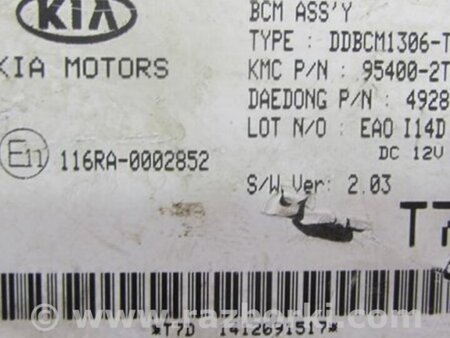 KIA
KIA MOTORS
BCM ASS'Y
TYPE : DDBCM1306-T
KMC P/N : 95400-2T
DAEDONG P/N : 4928
LOT N/O : EAO I14D
DC 12V
E11 116RA-0002852
S/W Ver: 2.03
T7
*T7D 1412691517*
© www.razborki.com